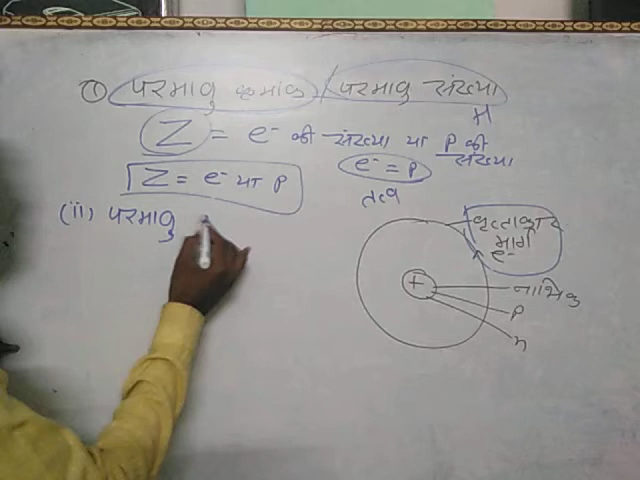 ① परमाणु क्रमांक / परमाणु संख्या
M
Z = e⁻ की संख्या या P की संख्या
Z = e⁻ या P
e⁻ = P
तत्व
(ii) परमाणु
वृत्ताकार
मार्ग
e⁻
+
नाभिक
P
n